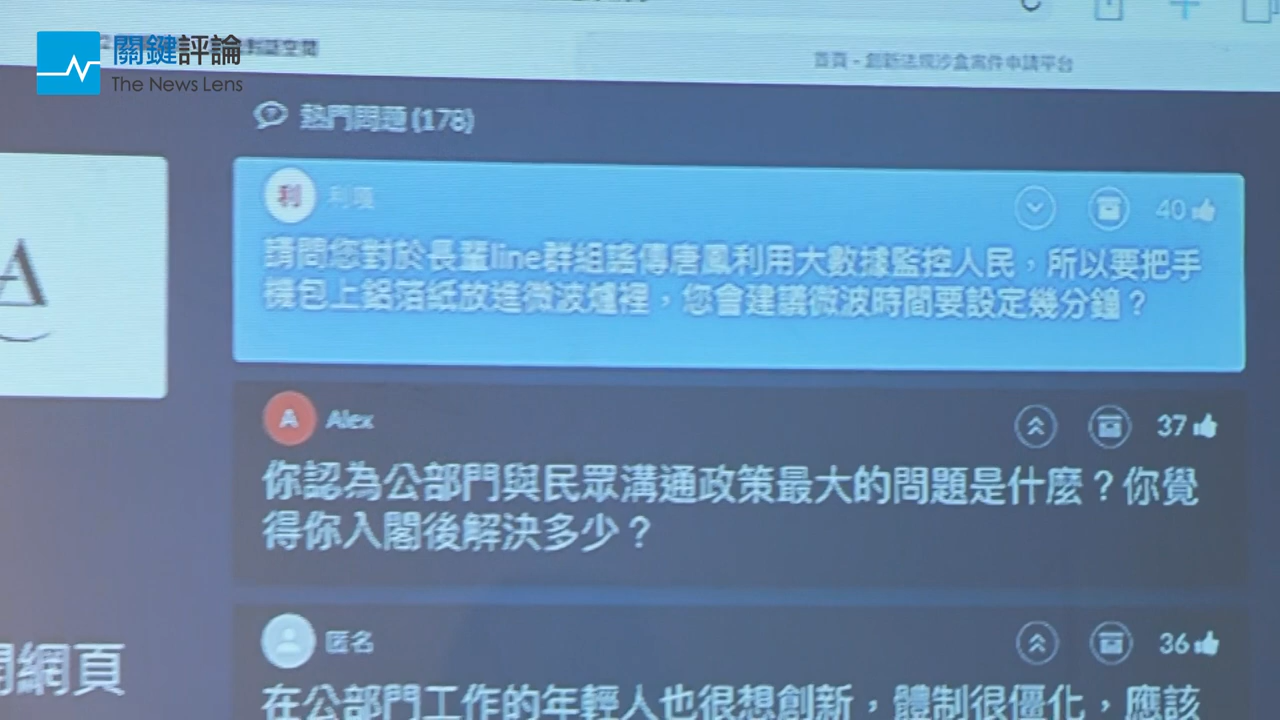 關鍵評論
The News Lens
對話空間
首頁 - 創新法規沙盒案件申請平台
熱門問題 (178)
利 利嘎
40
請問您對於長輩line群組謠傳唐鳳利用大數據監控人民,所以要把手
機包上鋁箔紙放進微波爐裡,您會建議微波時間要設定幾分鐘?
A Alex
37
你認為公部門與民眾溝通政策最大的問題是什麼?你覺
得你入閣後解決多少?
匿名
36
在公部門工作的年輕人也很想創新,體制很僵化,應該
A
網頁